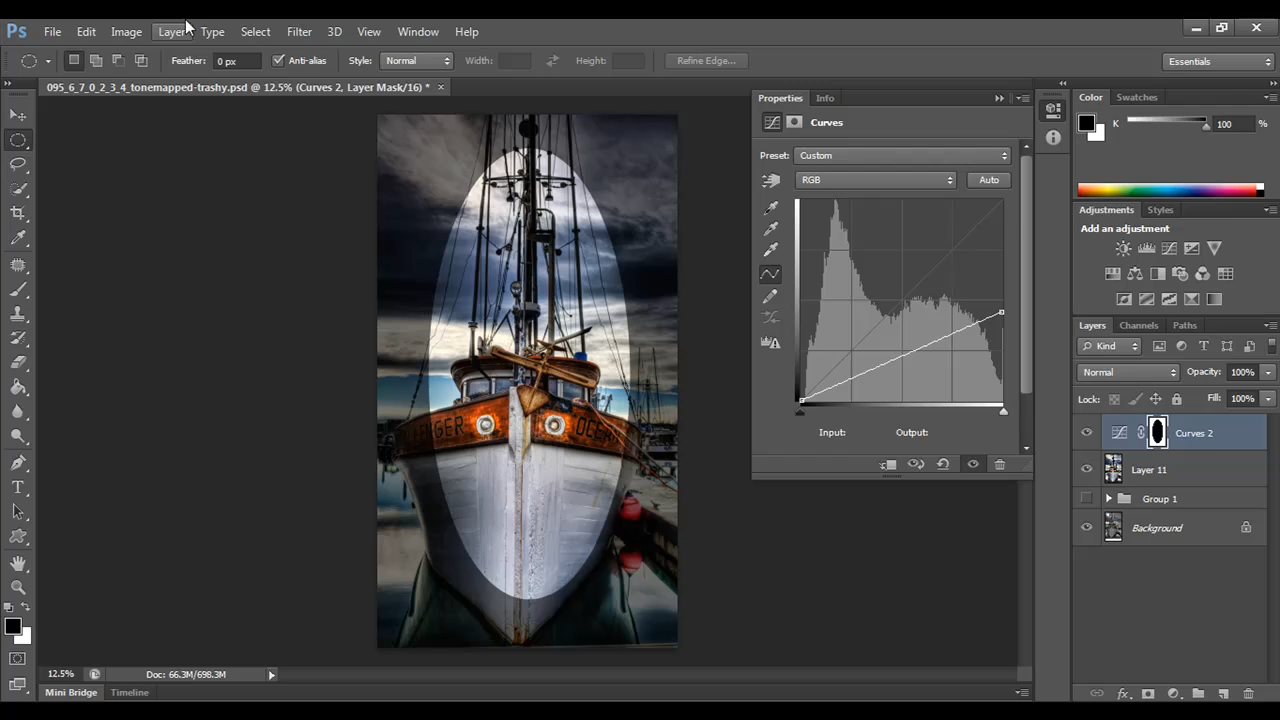 Ps File Edit Image Layer Type Select Filter 3D View Window Help
Feather: 0 px Anti-alias Style: Normal Width: Height: Refine Edge... Essentials
095_6_7_0_2_3_4_tonemapped-trashy.psd @ 12.5% (Curves 2, Layer Mask/16) * ×
Properties Info
Curves
Preset: Custom
RGB Auto
Input: Output:
Color Swatches
K 100 %
Adjustments Styles
Add an adjustment
Layers Channels Paths
Kind
Normal Opacity: 100%
Lock: Fill: 100%
Curves 2
Layer 11
Group 1
Background
OCEAN
12.5% Doc: 66.3M/698.3M
Mini Bridge Timeline